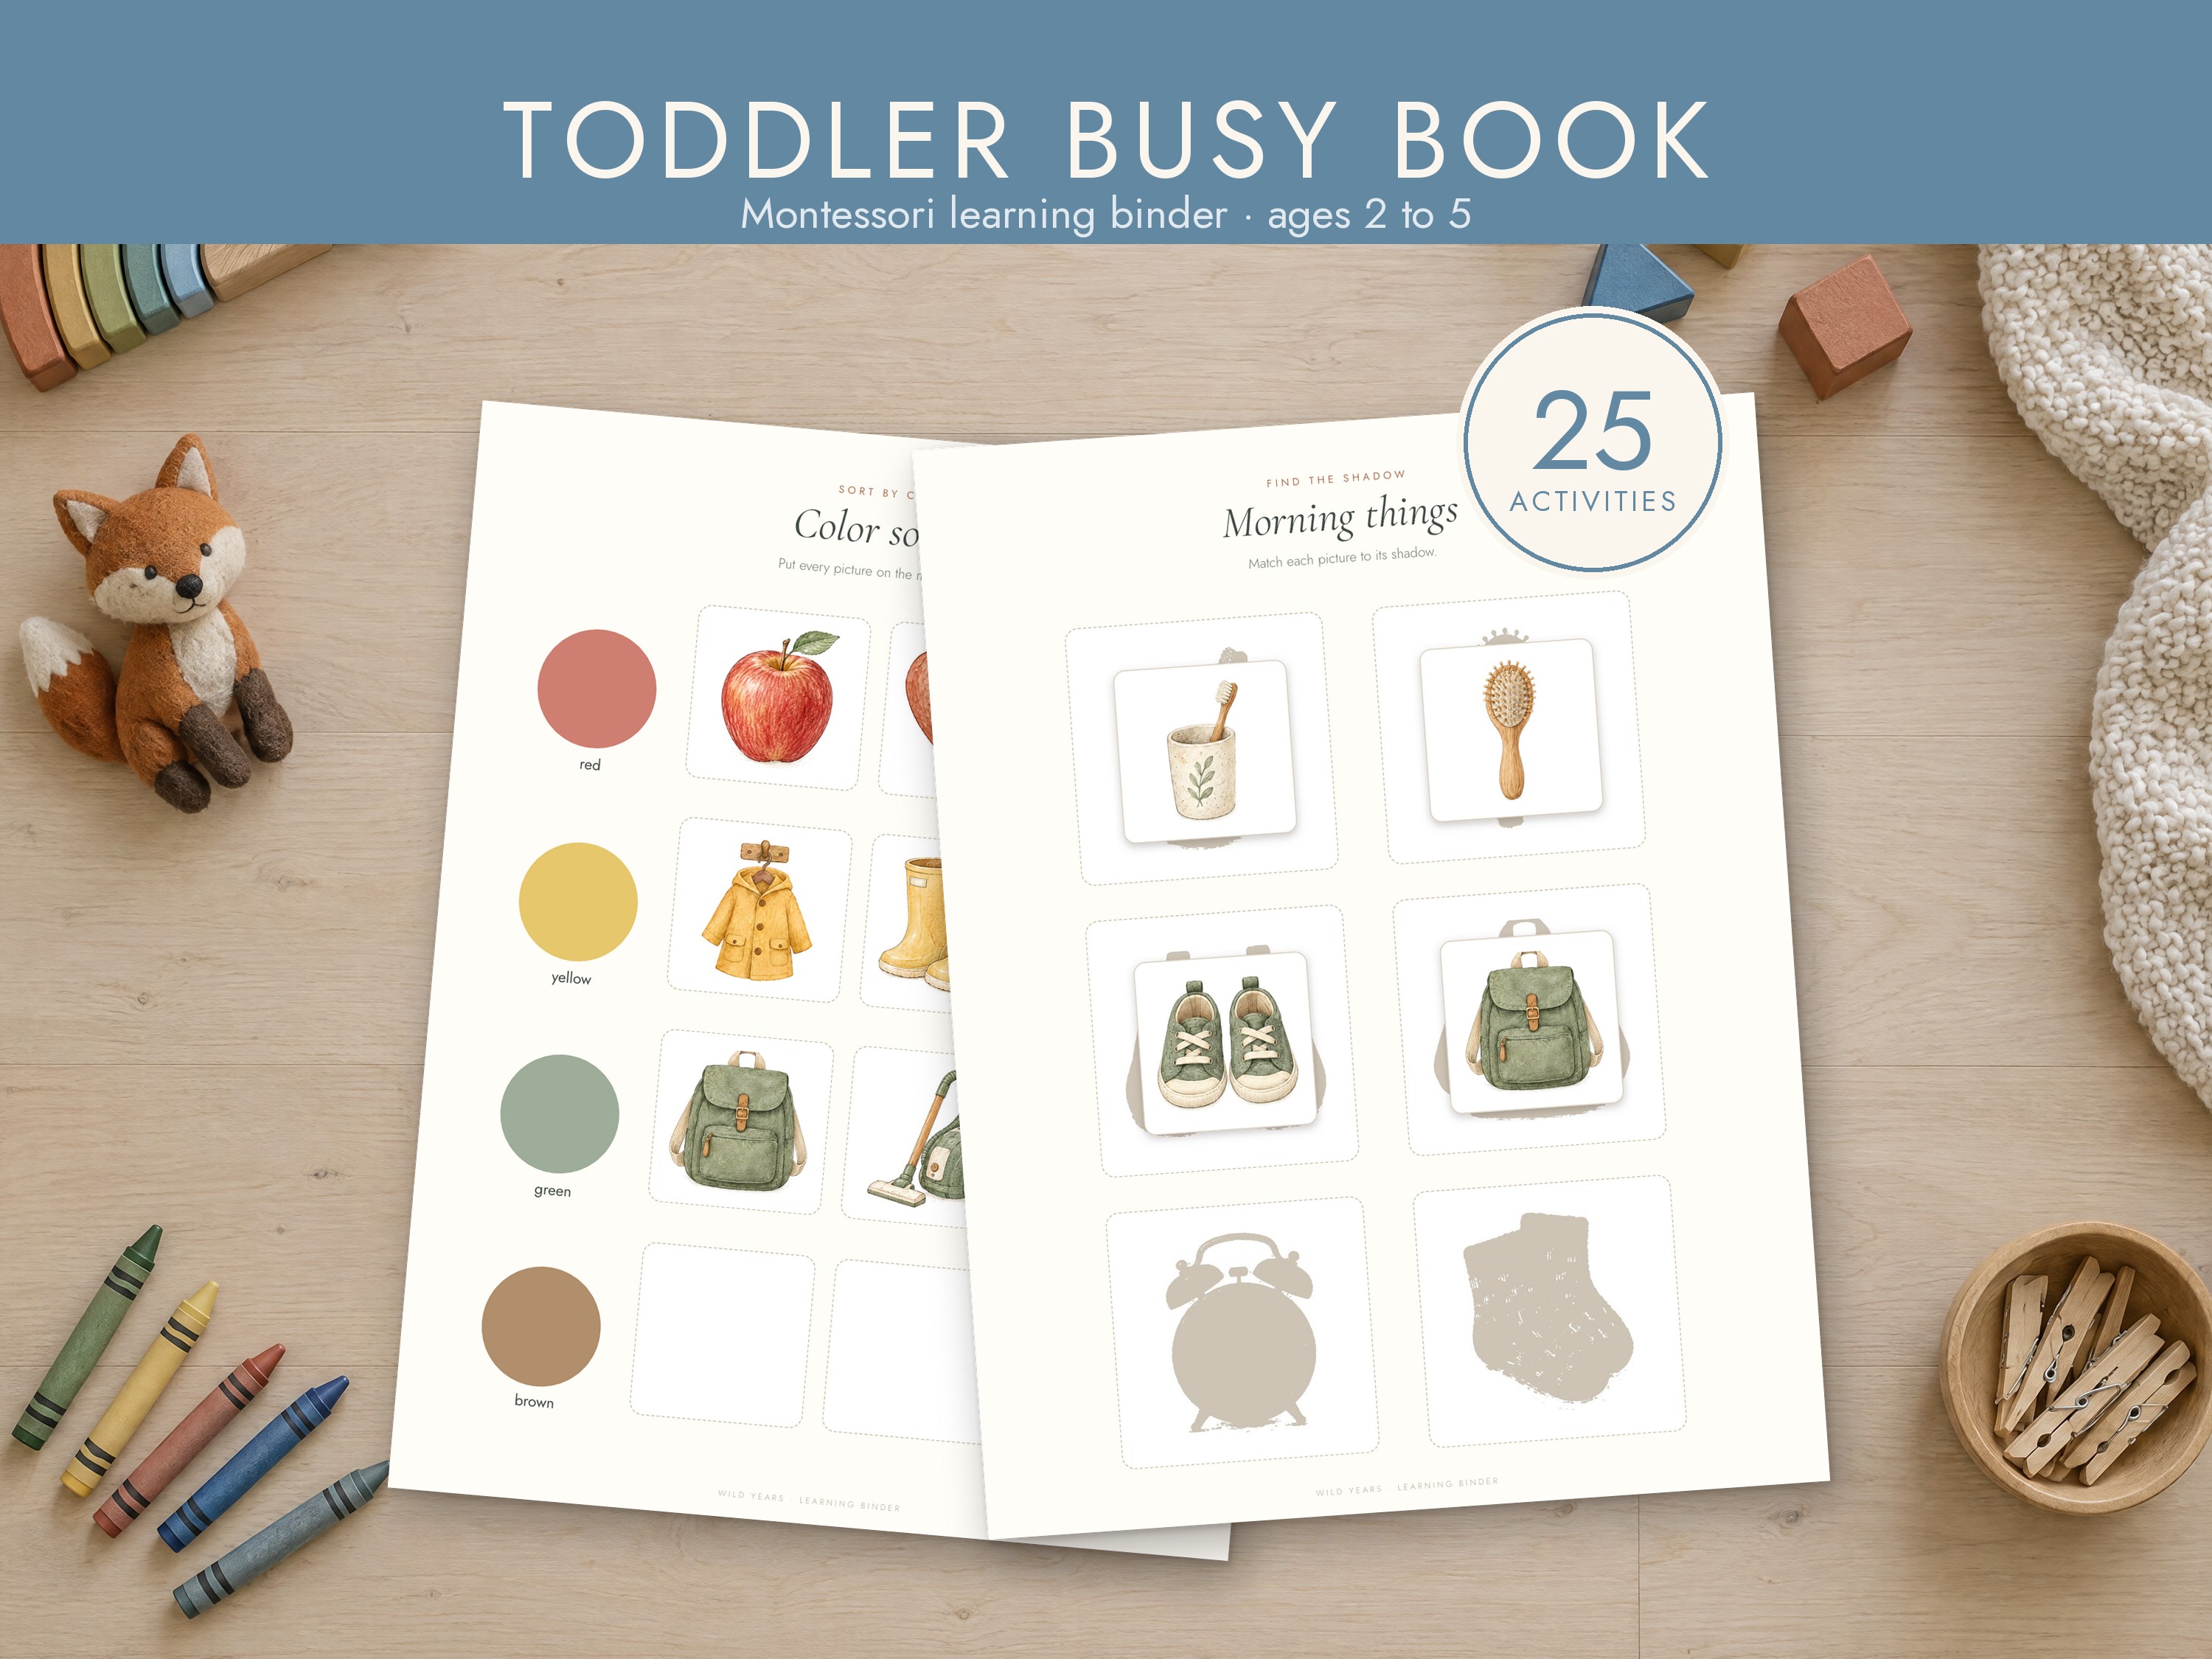 TODDLER BUSY BOOK
Montessori learning binder · ages 2 to 5
25
ACTIVITIES
SORT BY C
Color so
Put every picture on the
red
yellow
green
brown
WILD YEARS · LEARNING BINDER
FIND THE SHADOW
Morning things
Match each picture to its shadow.
WILD YEARS · LEARNING BINDER